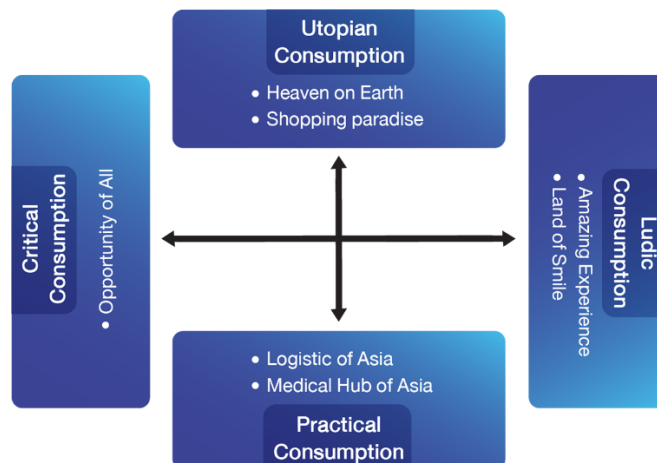 Utopian
Consumption
• Heaven on Earth
• Shopping paradise
Critical
Consumption
• Opportunity of All
Ludic
Consumption
• Amazing Experience
• Land of Smile
• Logistic of Asia
• Medical Hub of Asia
Practical
Consumption